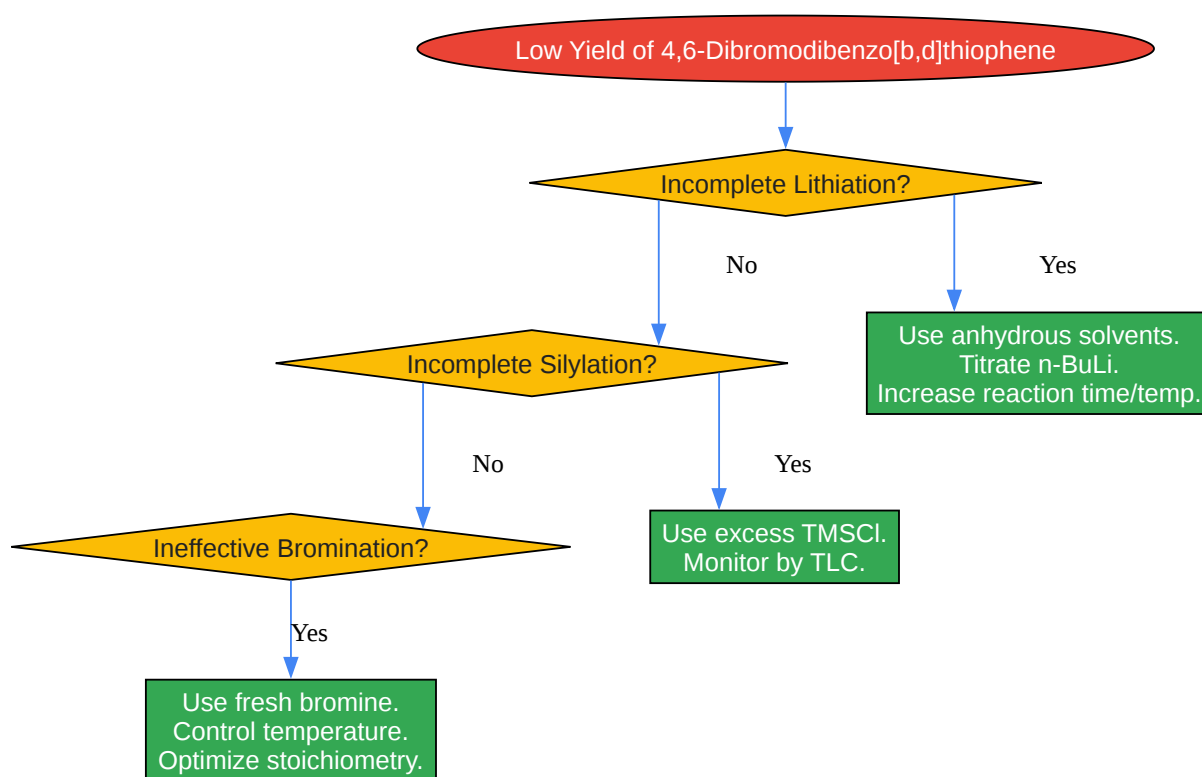 Low Yield of 4,6-Dibromodibenzo[b,d]thiophene
Incomplete Lithiation?
No
Yes
Use anhydrous solvents.
Titrate n-BuLi.
Increase reaction time/temp.
Incomplete Silylation?
No
Yes
Use excess TMSCl.
Monitor by TLC.
Ineffective Bromination?
Yes
Use fresh bromine.
Control temperature.
Optimize stoichiometry.